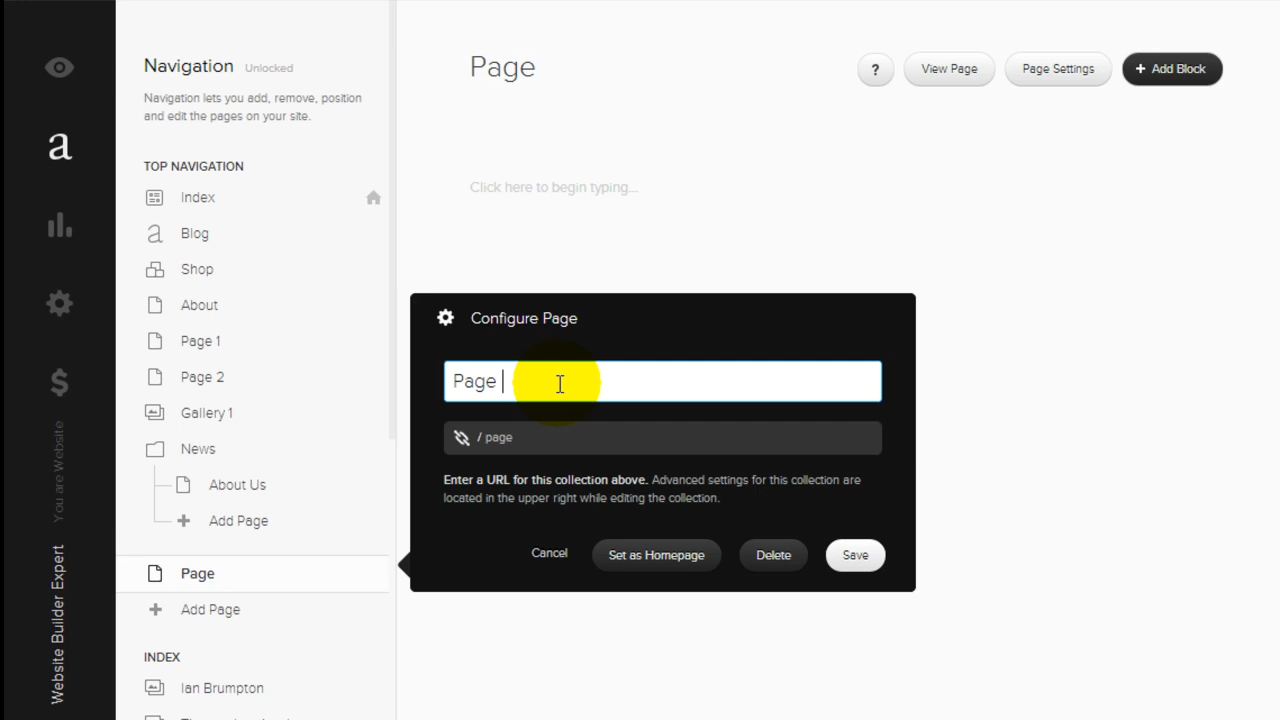 a
You are Website
Website Builder Expert
Navigation Unlocked
Navigation lets you add, remove, position
and edit the pages on your site.
TOP NAVIGATION
Index
Blog
Shop
About
Page 1
Page 2
Gallery 1
News
About Us
+ Add Page
Page
+ Add Page
INDEX
Ian Brumpton
Page
?
View Page
Page Settings
+ Add Block
Click here to begin typing...
Configure Page
Page
/ page
Enter a URL for this collection above. Advanced settings for this collection are
located in the upper right while editing the collection.
Cancel
Set as Homepage
Delete
Save